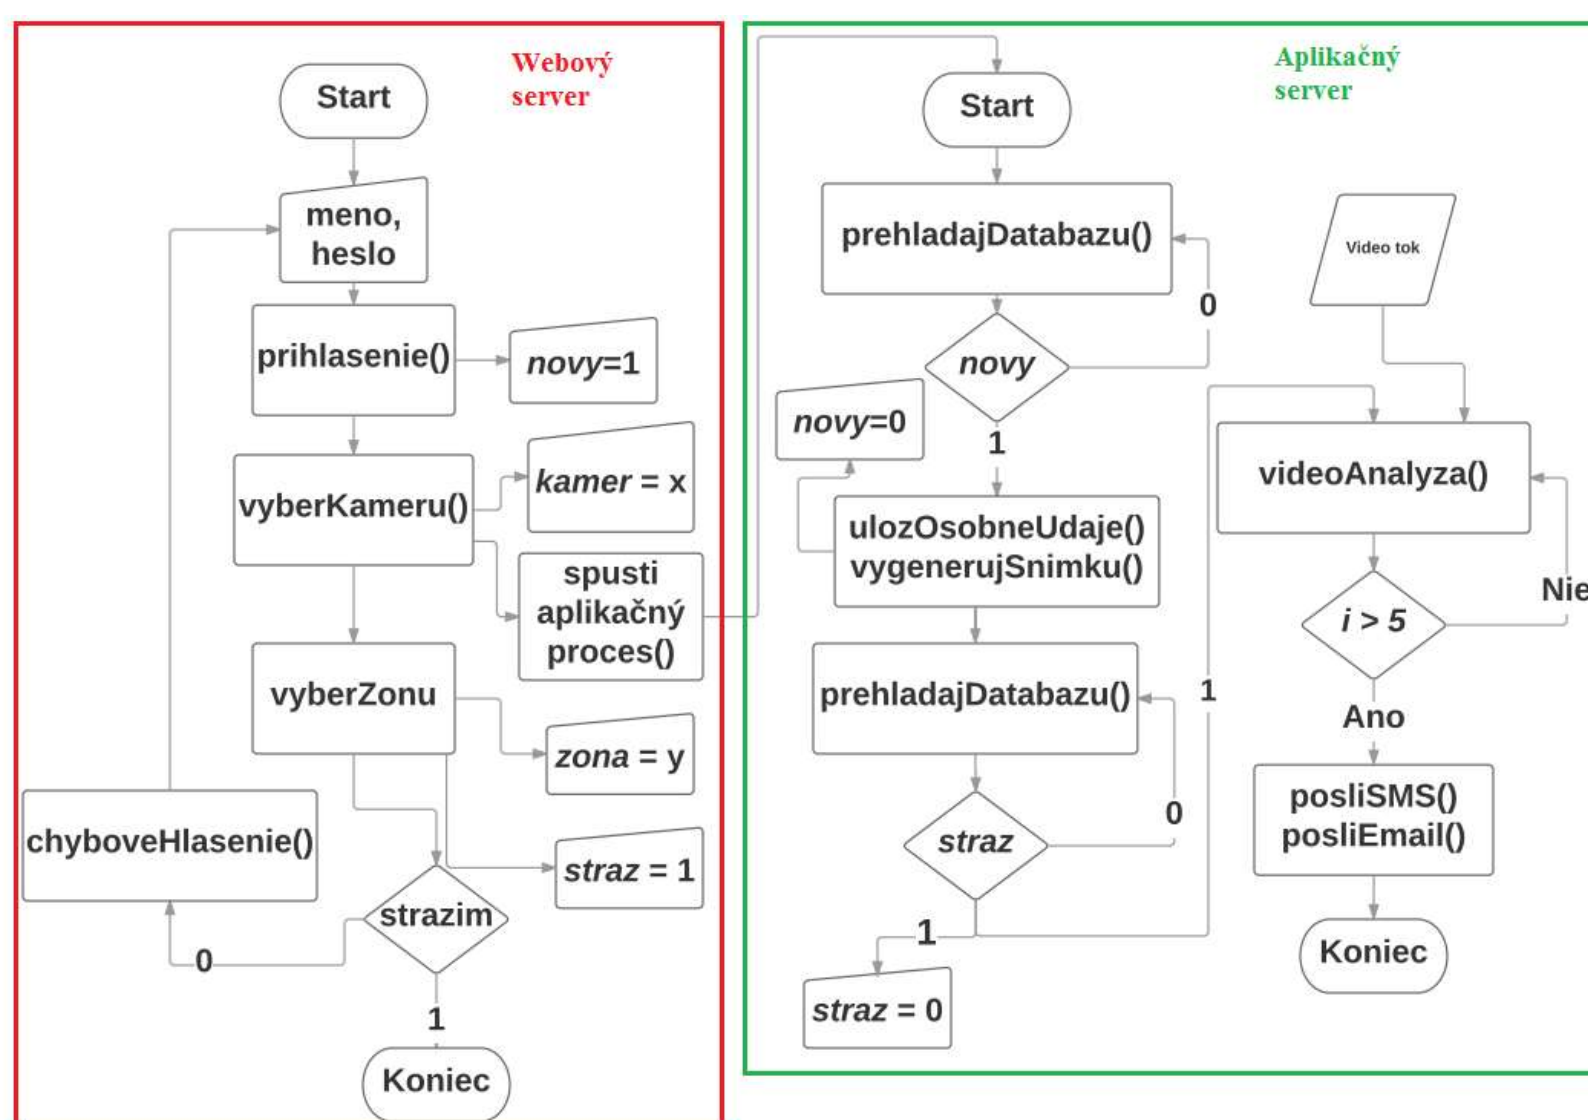 Webový
server
Start
meno,
heslo
prihlasenie()
novy=1
vyberKameru()
kamer = x
spusti
aplikačný
proces()
vyberZonu
zona = y
chyboveHlasenie()
straz = 1
strazim
0
1
Koniec
Aplikačný
server
Start
prehladajDatabazu()
0
novy
novy=0
1
ulozOsobneUdaje()
vygenerujSnimku()
prehladajDatabazu()
0
straz
1
straz = 0
1
Video tok
videoAnalyza()
Nie
i > 5
Ano
posliSMS()
posliEmail()
Koniec